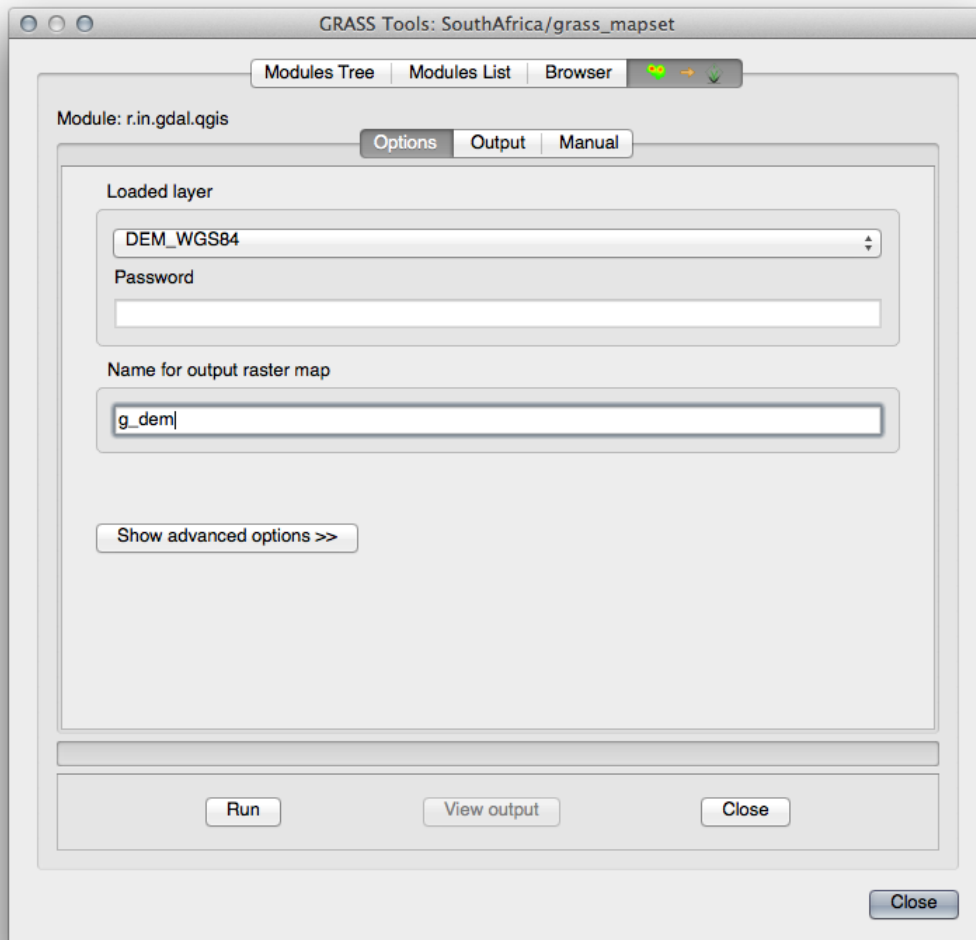 GRASS Tools: SouthAfrica/grass_mapset
Modules Tree
Modules List
Browser
Module: r.in.gdal.qgis
Options
Output
Manual
Loaded layer
DEM_WGS84
Password
Name for output raster map
g_dem
Show advanced options >>
Run
View output
Close
Close